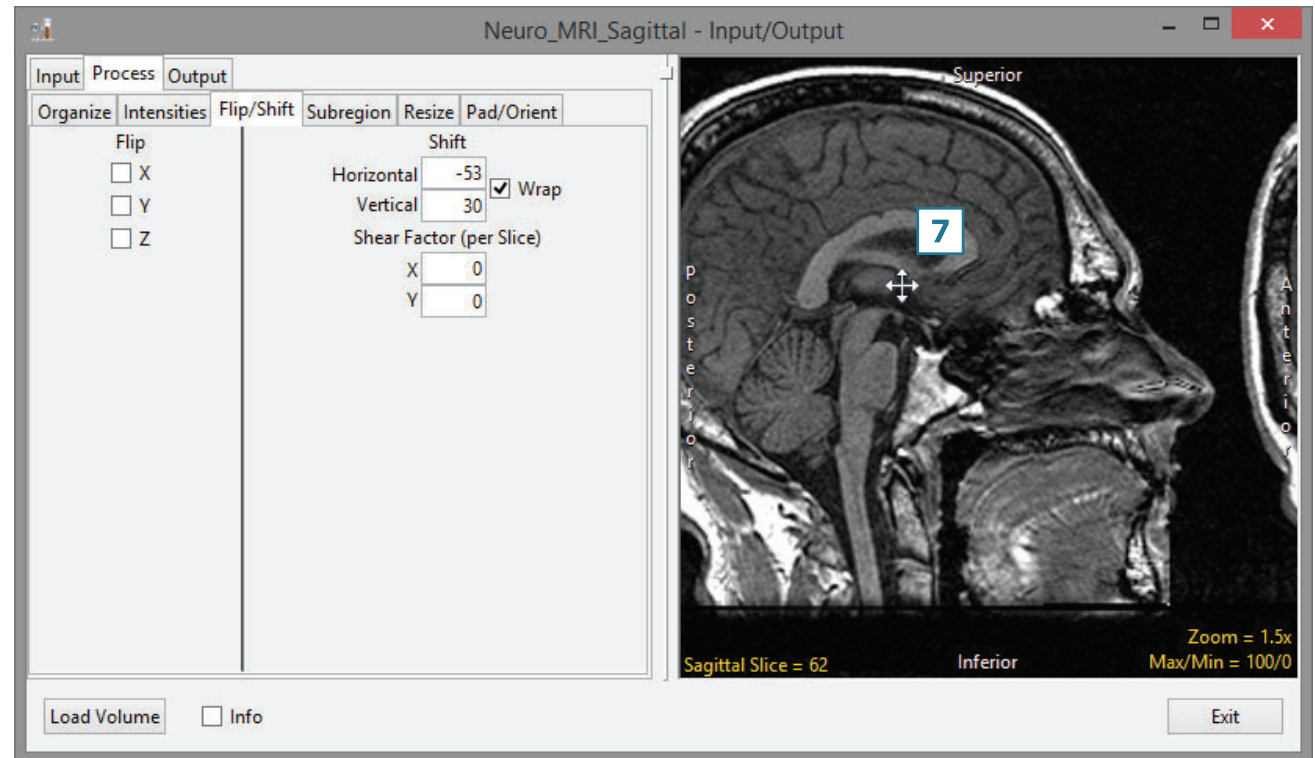 Neuro_MRI_Sagittal - Input/Output
Input Process Output
Organize Intensities Flip/Shift Subregion Resize Pad/Orient
Flip
X
Y
Z
Shift
Horizontal -53
Vertical 30
Wrap
Shear Factor (per Slice)
X 0
Y 0
Superior
7
Posterior
Anterior
Sagittal Slice = 62
Inferior
Zoom = 1.5x
Max/Min = 100/0
Load Volume
Info
Exit